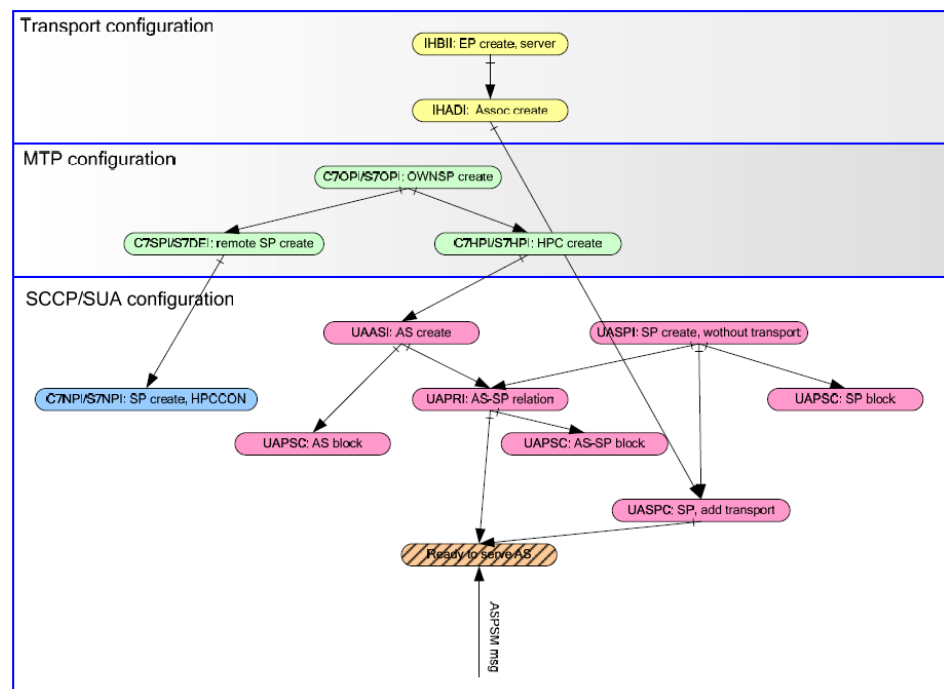 Transport configuration
IHBII: EP create, server
IHADI: Assoc create
MTP configuration
C7OPI/S7OPI: OWNSP create
C7SPI/S7DEI: remote SP create
C7HPI/S7HPI: HPC create
SCCP/SUA configuration
UAASI: AS create
UASPI: SP create, wothout transport
C7NPI/S7NPI: SP create, HPCCON
UAPRI: AS-SP relation
UAPSC: SP block
UAPSC: AS block
UAPSC: AS-SP block
UASPC: SP, add transport
Ready to serve AS
ASPSM msg